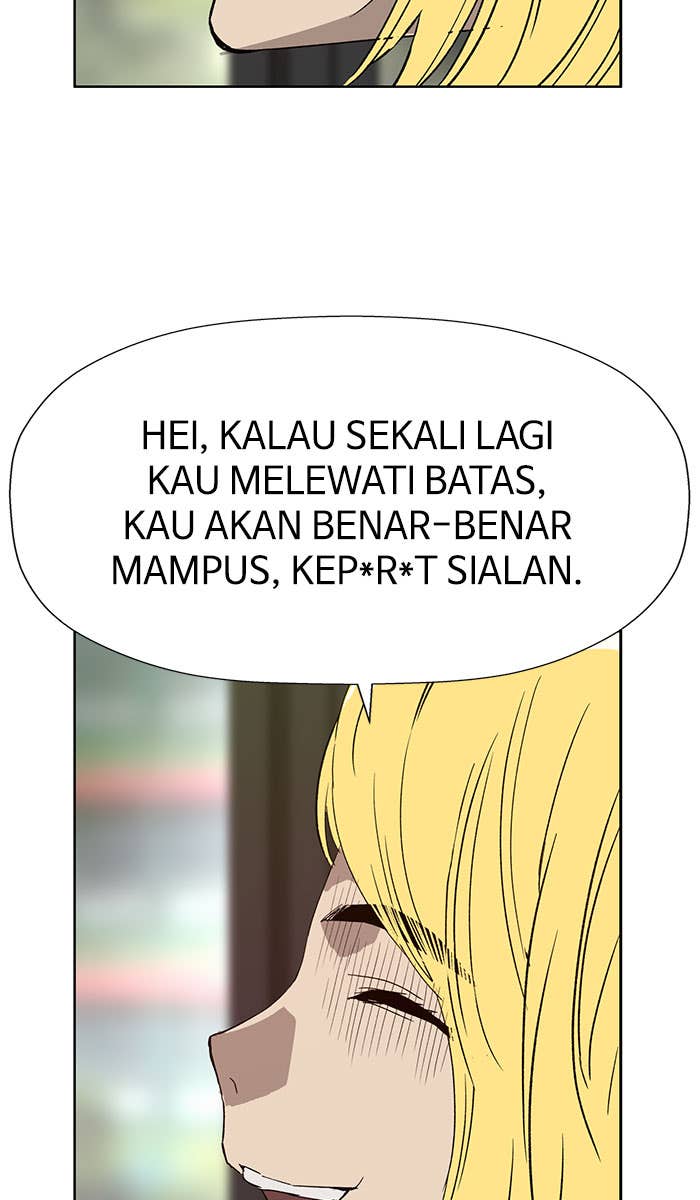 HEI, KALAU SEKALI LAGI
KAU MELEWATI BATAS,
KAU AKAN BENAR-BENAR
MAMPUS, KEP*R*T SIALAN.